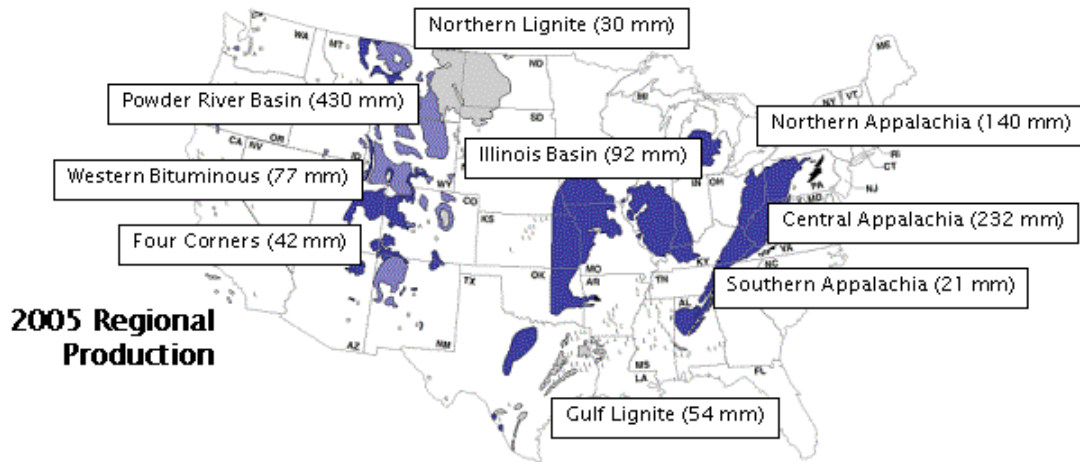 Northern Lignite (30 mm)
WA
MT
ND
ME
Powder River Basin (430 mm)
MI
NY
VT
SD
Northern Appalachia (140 mm)
OR
CA
NV
ID
Illinois Basin (92 mm)
RI
CT
Western Bituminous (77 mm)
WY
IN
OH
PA
NJ
CO
MD
KS
Central Appalachia (232 mm)
Four Corners (42 mm)
VA
KY
NC
MO
OK
TX
AR
TN
Southern Appalachia (21 mm)
AL
2005 Regional
Production
AZ
NM
MS
LA
FL
Gulf Lignite (54 mm)